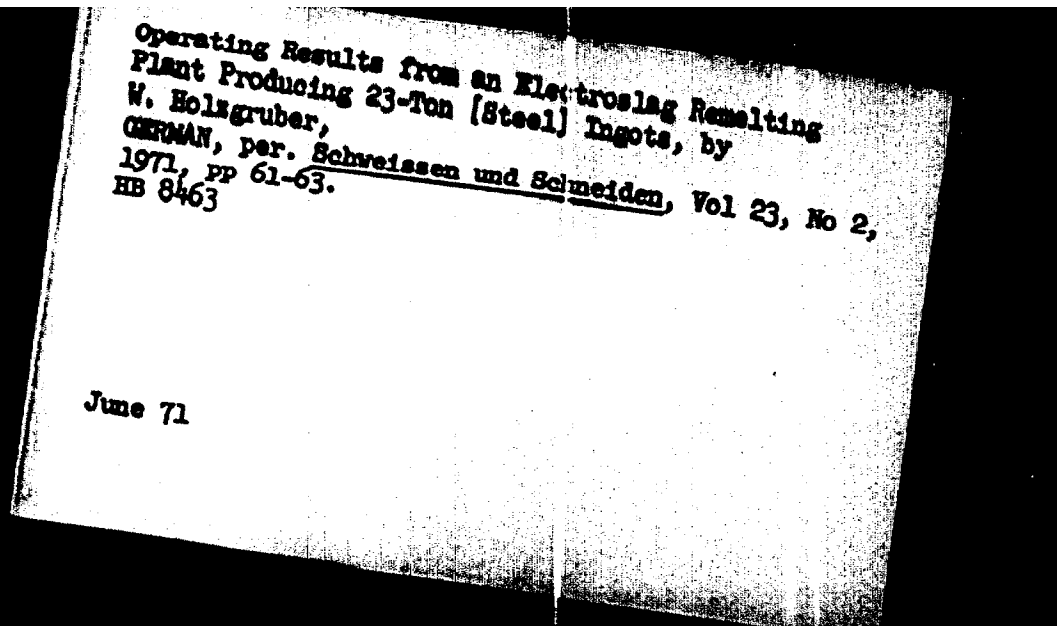 Operating Results from an Electroslag Remelting
Plant Producing 23-Ton [Steel] Ingots, by
W. Holzgruber,
GERMAN, per. Schweissen und Schneiden, Vol 23, No 2,
1971, pp 61-63.
HB 8463
June 71